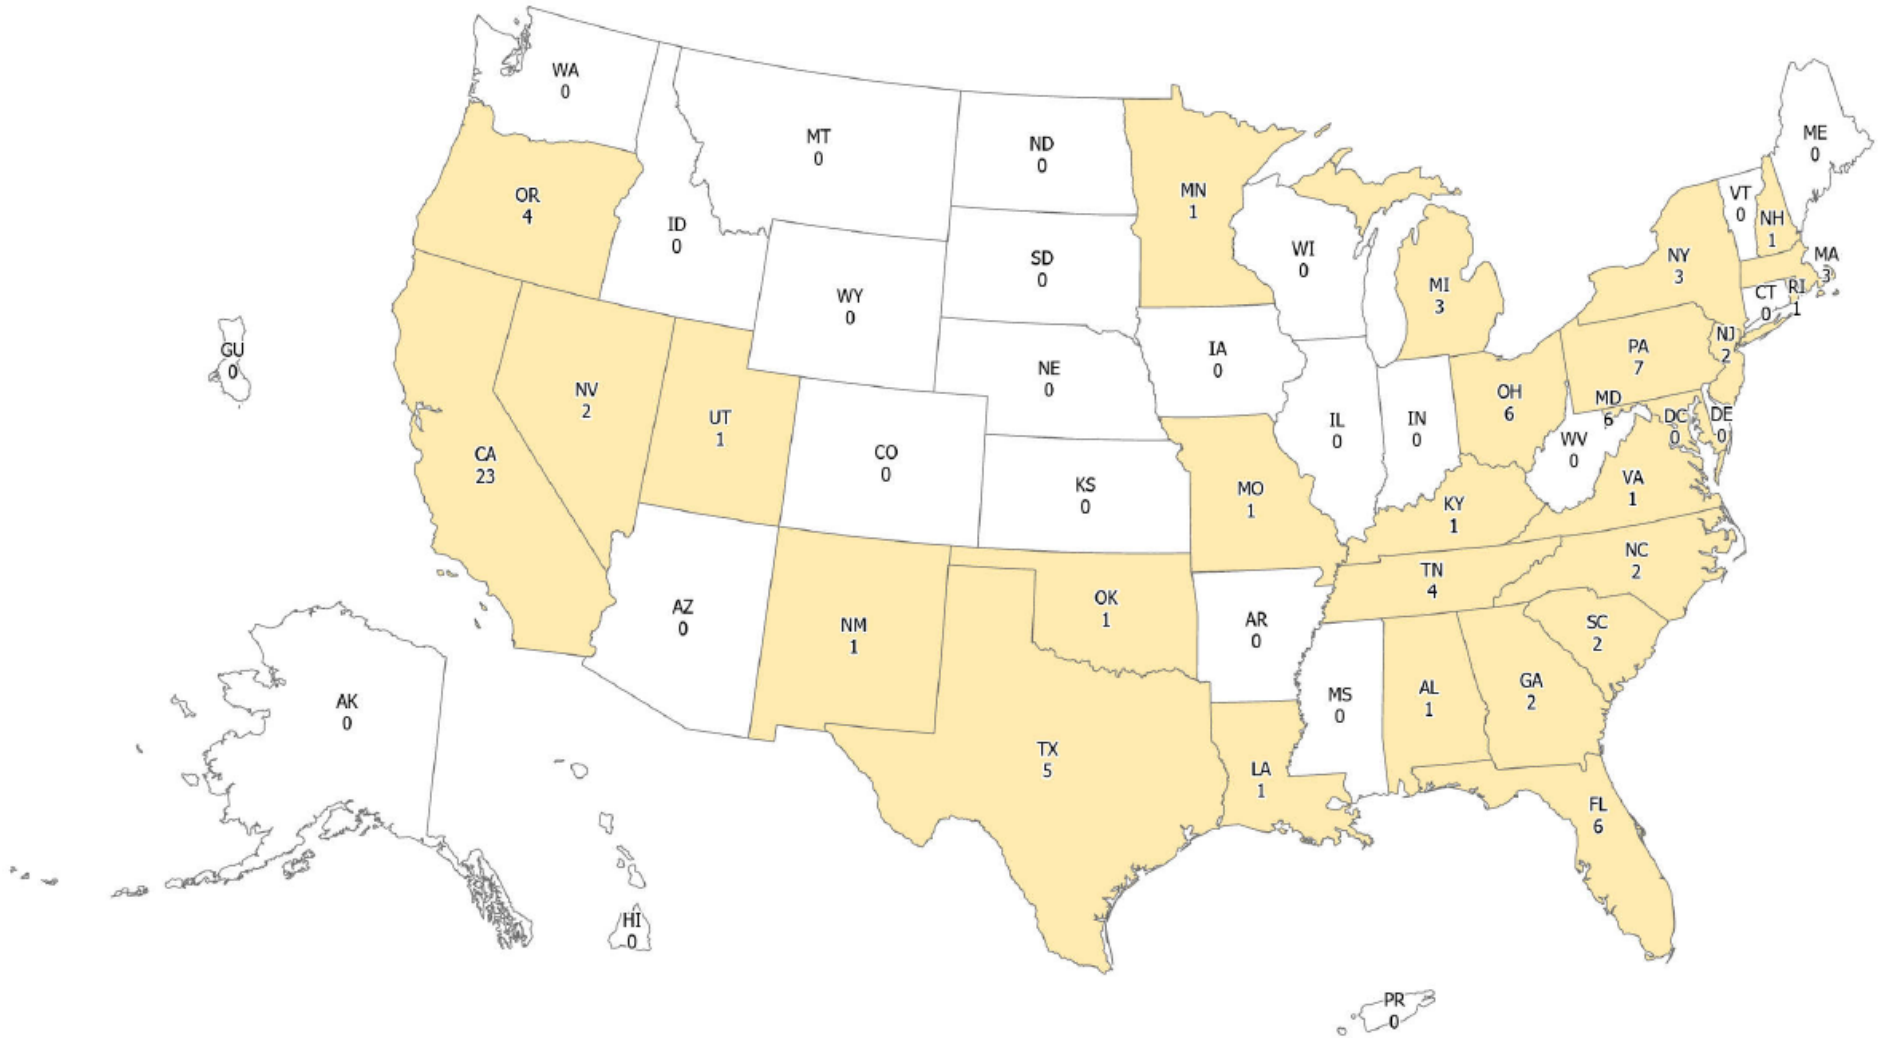 WA
0
MT
0
ND
0
ME
0
OR
4
MN
1
VT
0
NH
1
ID
0
SD
0
WI
0
NY
3
MA
3
MI
3
CT
0
RI
1
WY
0
GU
0
IA
0
NJ
2
PA
7
NE
0
NV
2
UT
1
OH
6
MD
6
DC
0
DE
0
IL
0
IN
0
WV
0
CA
23
CO
0
KS
0
MO
1
KY
1
VA
1
NC
2
TN
4
AZ
0
NM
1
OK
1
AR
0
SC
2
AK
0
MS
0
AL
1
GA
2
TX
5
LA
1
FL
6
HI
0
PR
0